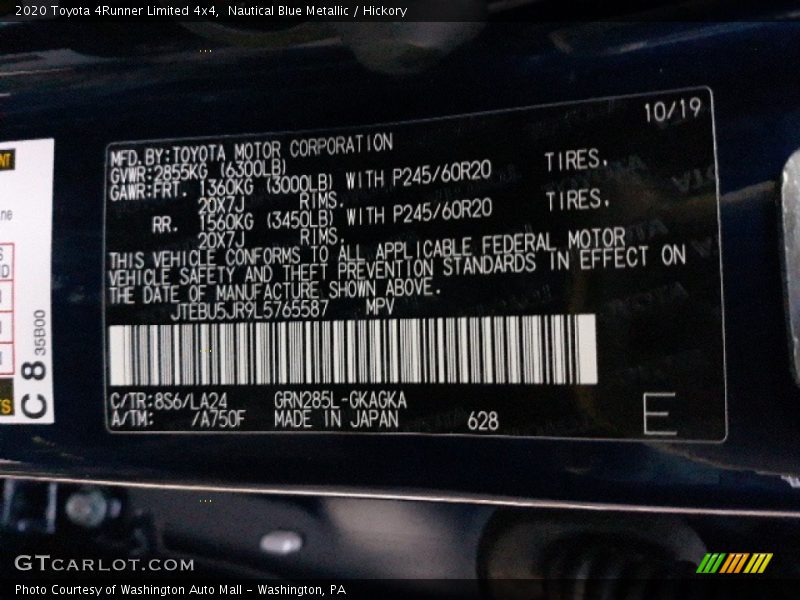 2020 Toyota 4Runner Limited 4x4,  Nautical Blue Metallic / Hickory
10/19
MFD. BY: TOYOTA MOTOR CORPORATION
GVWR: 2855KG (6300LB)
GAWR: FRT. 1360KG (3000LB) WITH P245/60R20 TIRES,
20X7J RIMS.
RR. 1560KG (3450LB) WITH P245/60R20 TIRES,
20X7J RIMS.
THIS VEHICLE CONFORMS TO ALL APPLICABLE FEDERAL MOTOR
VEHICLE SAFETY AND THEFT PREVENTION STANDARDS IN EFFECT ON
THE DATE OF MANUFACTURE SHOWN ABOVE.
JTEBU5JR9L5765587 MPV
C/TR: 8S6/LA24 GRN285L-GKAGKA
A/TM: /A750F MADE IN JAPAN 628
E
C 8 35B00
GTCARLOT.COM
Photo Courtesy of Washington Auto Mall - Washington, PA